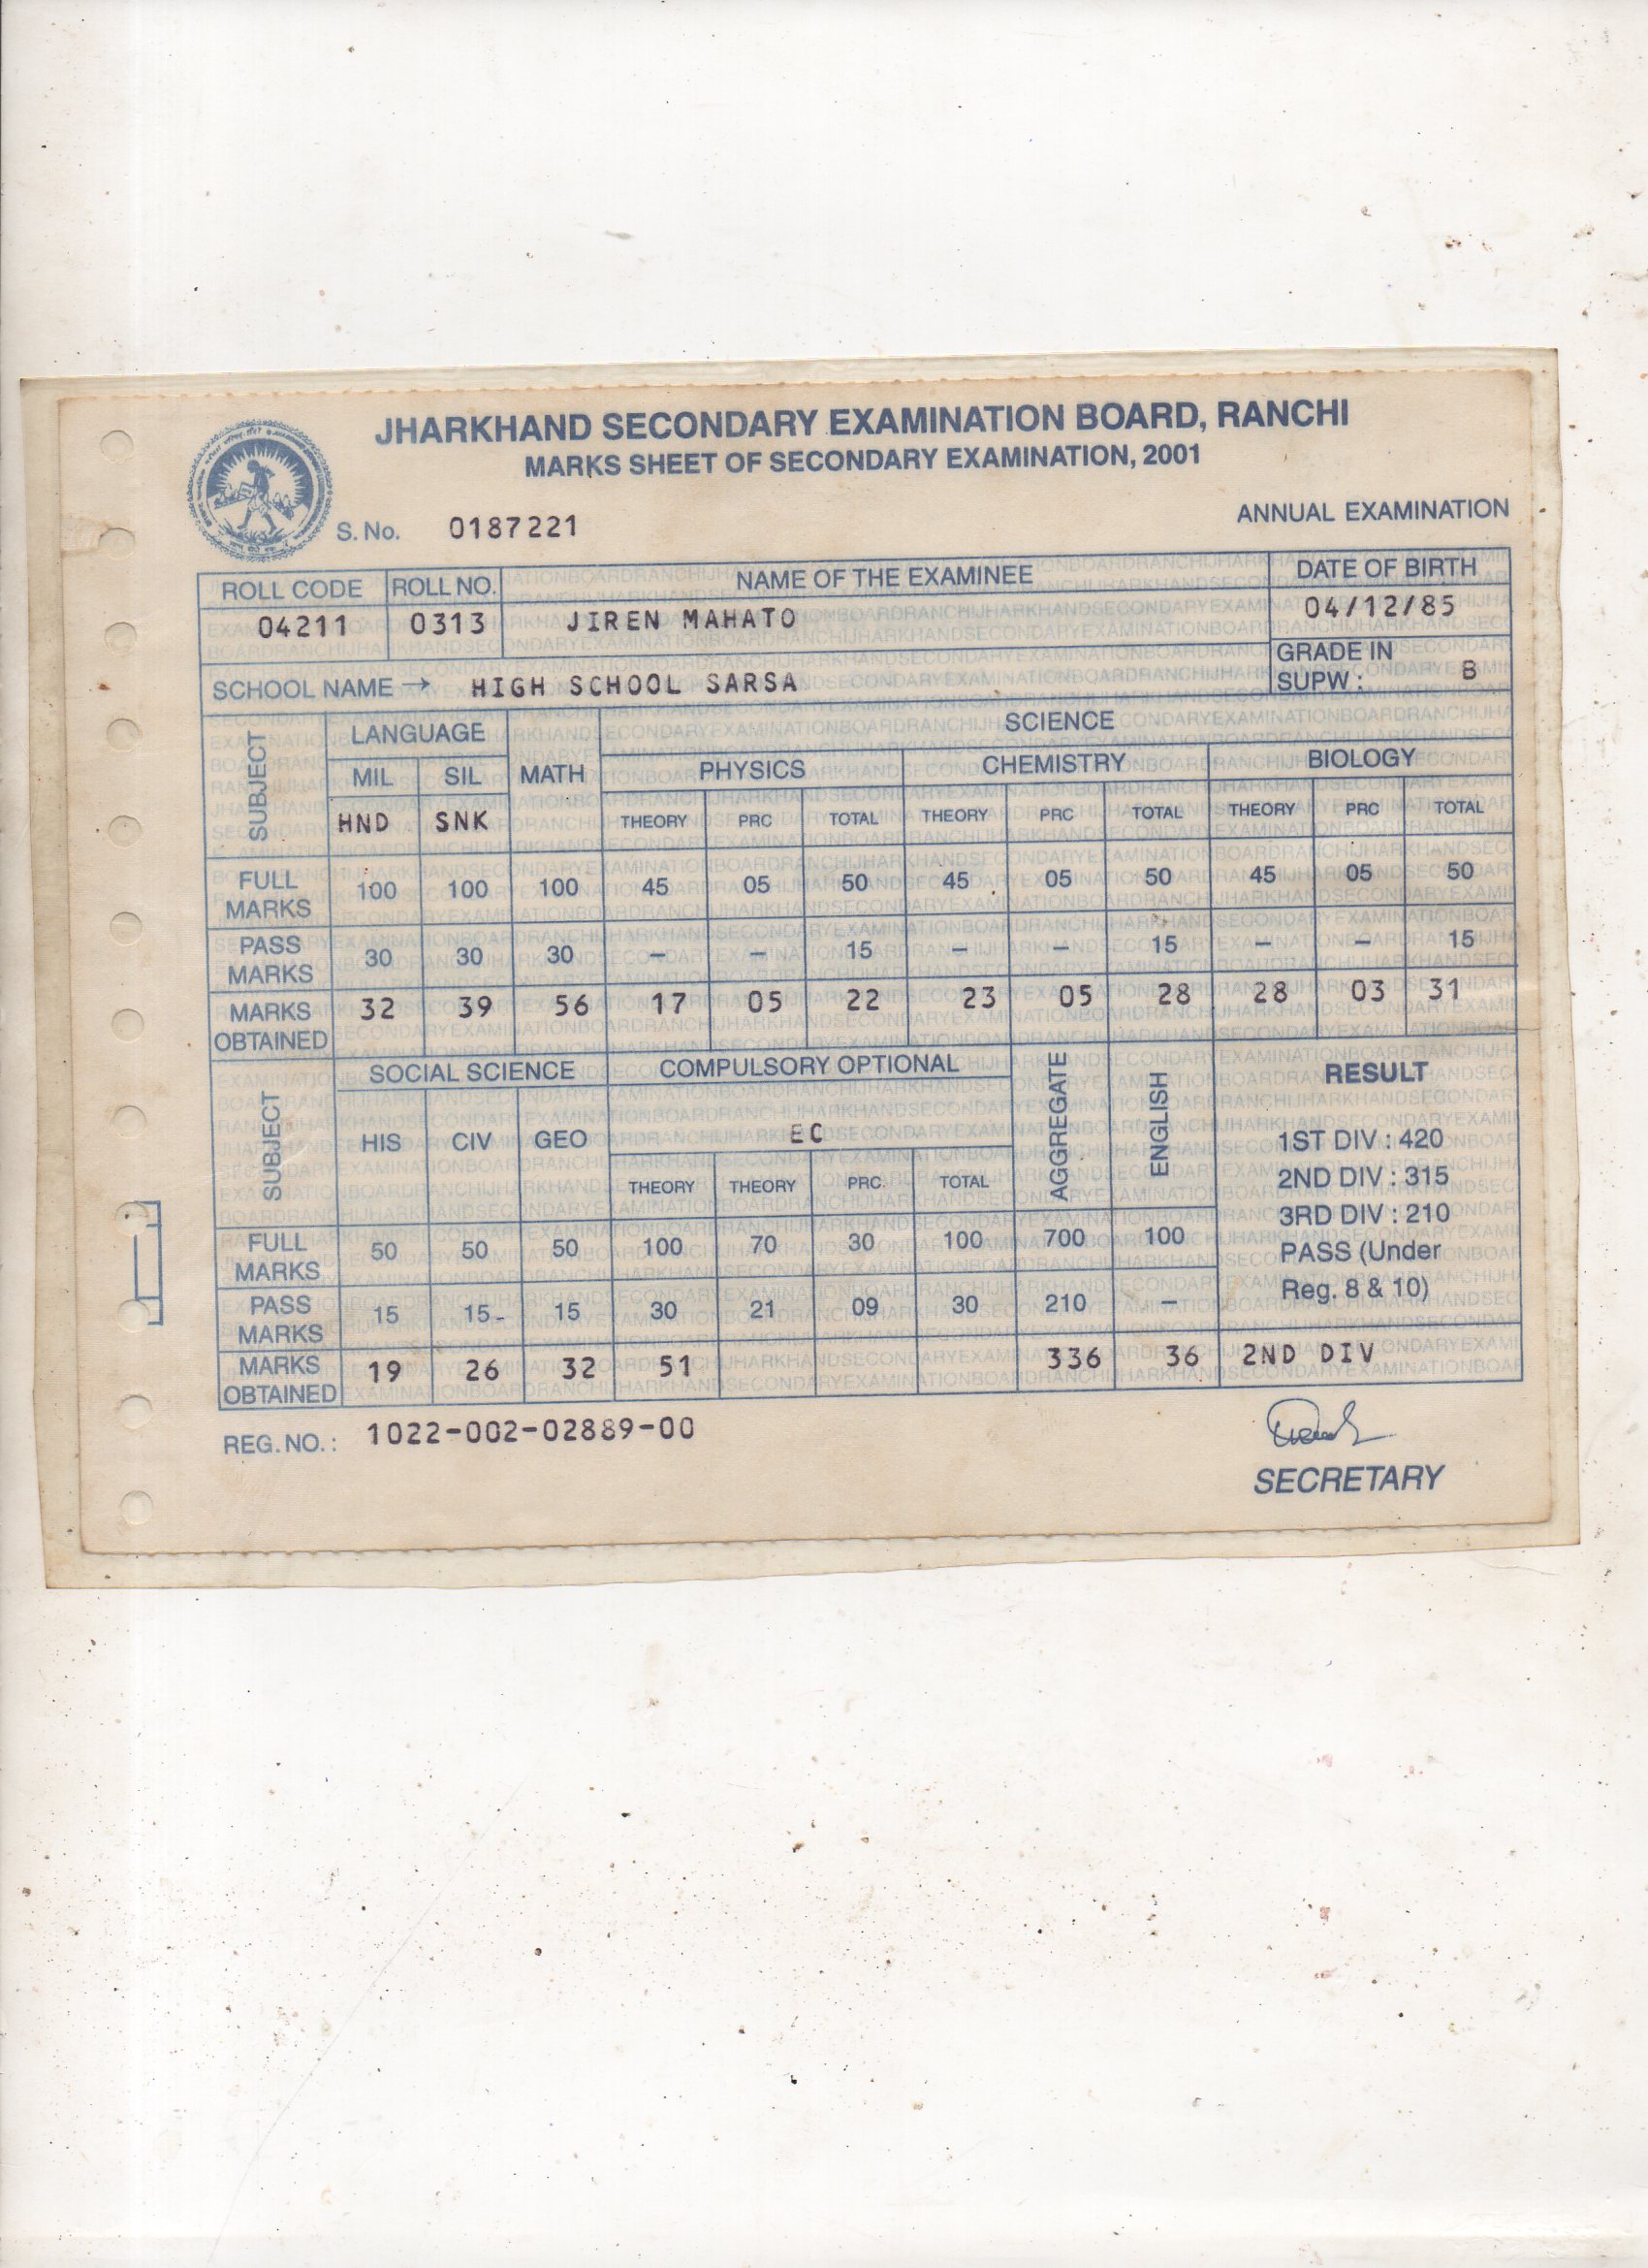 JHARKHAND SECONDARY EXAMINATION BOARD, RANCHI
MARKS SHEET OF SECONDARY EXAMINATION, 2001
ANNUAL EXAMINATION
S. No. 0187221
ROLL CODE ROLL NO. NAME OF THE EXAMINEE DATE OF BIRTH
04211 0313 JIREN MAHATO 04/12/85
SCHOOL NAME → HIGH SCHOOL SARSA GRADE IN SUPW : B
SUBJECT LANGUAGE MATH SCIENCE
MIL SIL PHYSICS CHEMISTRY BIOLOGY
HND SNK THEORY PRC TOTAL THEORY PRC TOTAL THEORY PRC TOTAL
FULL MARKS 100 100 100 45 05 50 45 05 50 45 05 50
PASS MARKS 30 30 30 – – 15 – – 15 – – 15
MARKS OBTAINED 32 39 56 17 05 22 23 05 28 28 03 31
SUBJECT SOCIAL SCIENCE COMPULSORY OPTIONAL AGGREGATE ENGLISH RESULT
HIS CIV GEO EC
THEORY THEORY PRC. TOTAL
1ST DIV : 420
2ND DIV : 315
3RD DIV : 210
PASS (Under
Reg. 8 & 10)
FULL MARKS 50 50 50 100 70 30 100 700 100
PASS MARKS 15 15- 15 30 21 09 30 210 –
MARKS OBTAINED 19 26 32 51 336 36 2ND DIV
REG. NO. : 1022-002-02889-00
SECRETARY